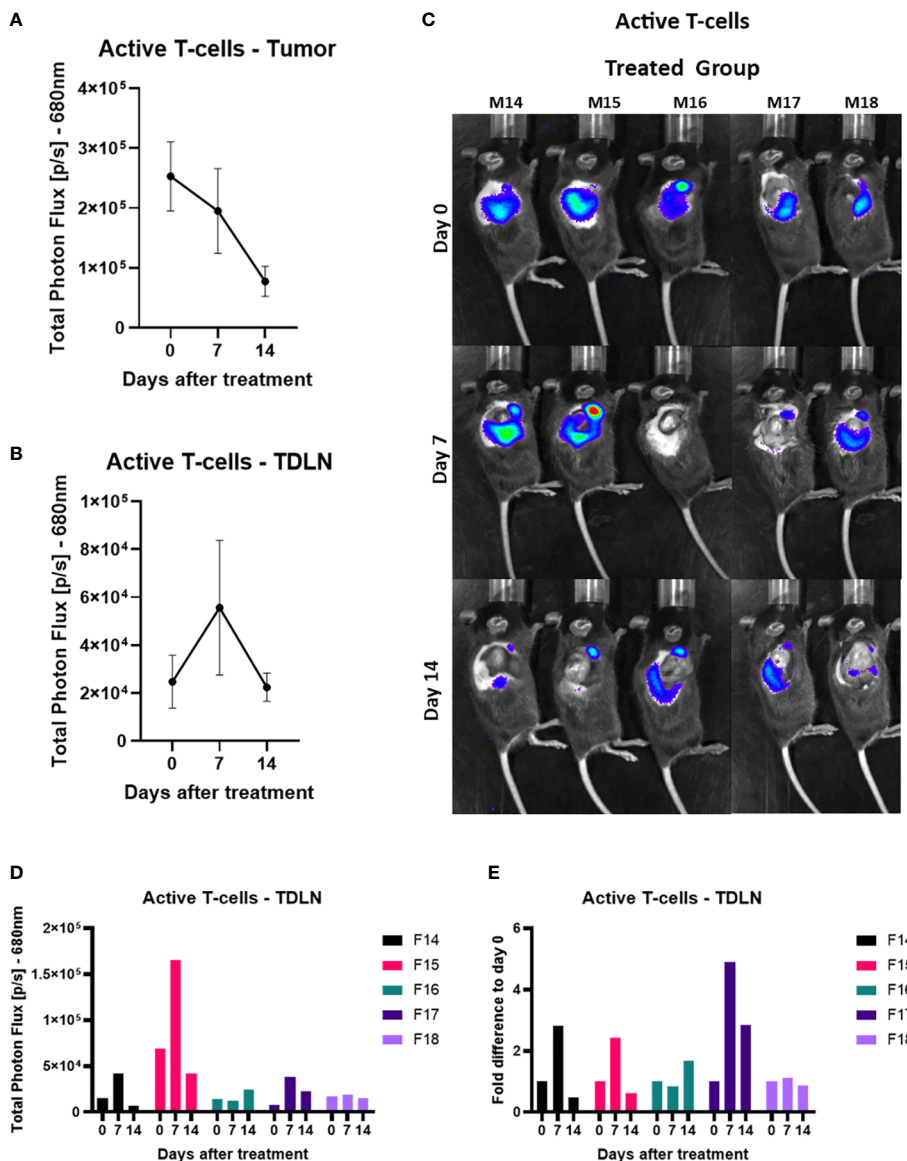 A
Active T-cells - Tumor
Total Photon Flux [p/s] - 680nm
4×10⁵
3×10⁵
2×10⁵
1×10⁵
0
0 7 14
Days after treatment
B
Active T-cells - TDLN
Total Photon Flux [p/s] - 680nm
1×10⁵
8×10⁴
6×10⁴
4×10⁴
2×10⁴
0
0 7 14
Days after treatment
C
Active T-cells
Treated Group
M14 M15 M16 M17 M18
Day 0
Day 7
Day 14
D
Active T-cells - TDLN
Total Photon Flux [p/s] - 680nm
2×10⁵
1.5×10⁵
1×10⁵
5×10⁴
0
0 7 14 0 7 14 0 7 14 0 7 14 0 7 14
Days after treatment
F14
F15
F16
F17
F18
E
Active T-cells - TDLN
Fold difference to day 0
6
4
2
0
0 7 14 0 7 14 0 7 14 0 7 14 0 7 14
Days after treatment
F14
F15
F16
F17
F18